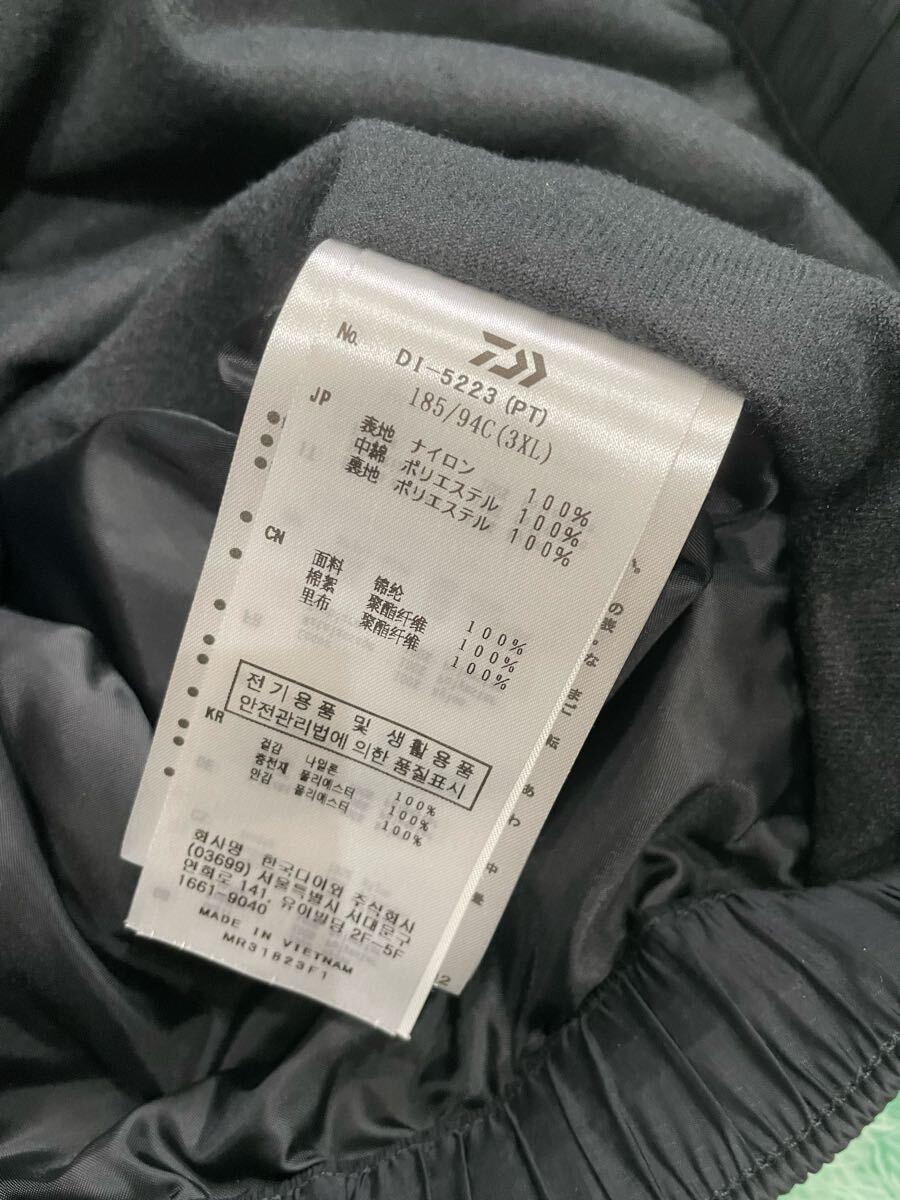 No. DI-5223(PT)
185/94C(3XL)
JP
表地 ナイロン 100%
中綿 ポリエステル 100%
裏地 ポリエステル 100%
CN
面料 锦纶 100%
棉絮 聚酯纤维 100%
里布 聚酯纤维 100%
전기용품 및 생활용품
안전관리법에 의한 품질표시
KR
겉감 나일론 100%
충전재 폴리에스터 100%
안감 폴리에스터 100%
회사명 한국다이와 주식회사
(03699) 서울특별시 서대문구
연희로 141, 유이빌딩 2F-5F
1661-9040
MADE IN VIETNAM
MR31823F1